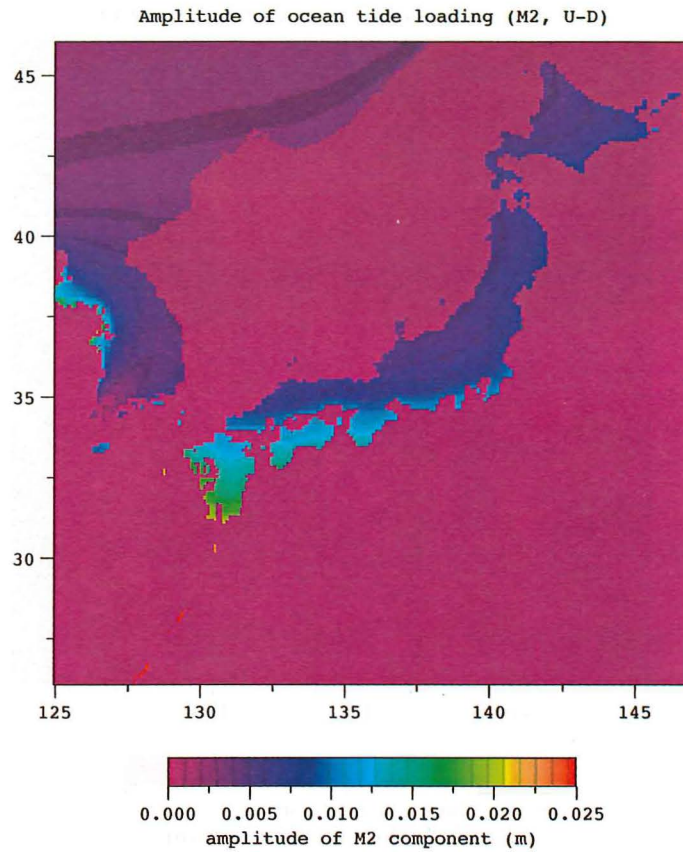 Amplitude of ocean tide loading (M2, U-D)
45
40
35
30
125 130 135 140 145
0.000 0.005 0.010 0.015 0.020 0.025
amplitude of M2 component (m)